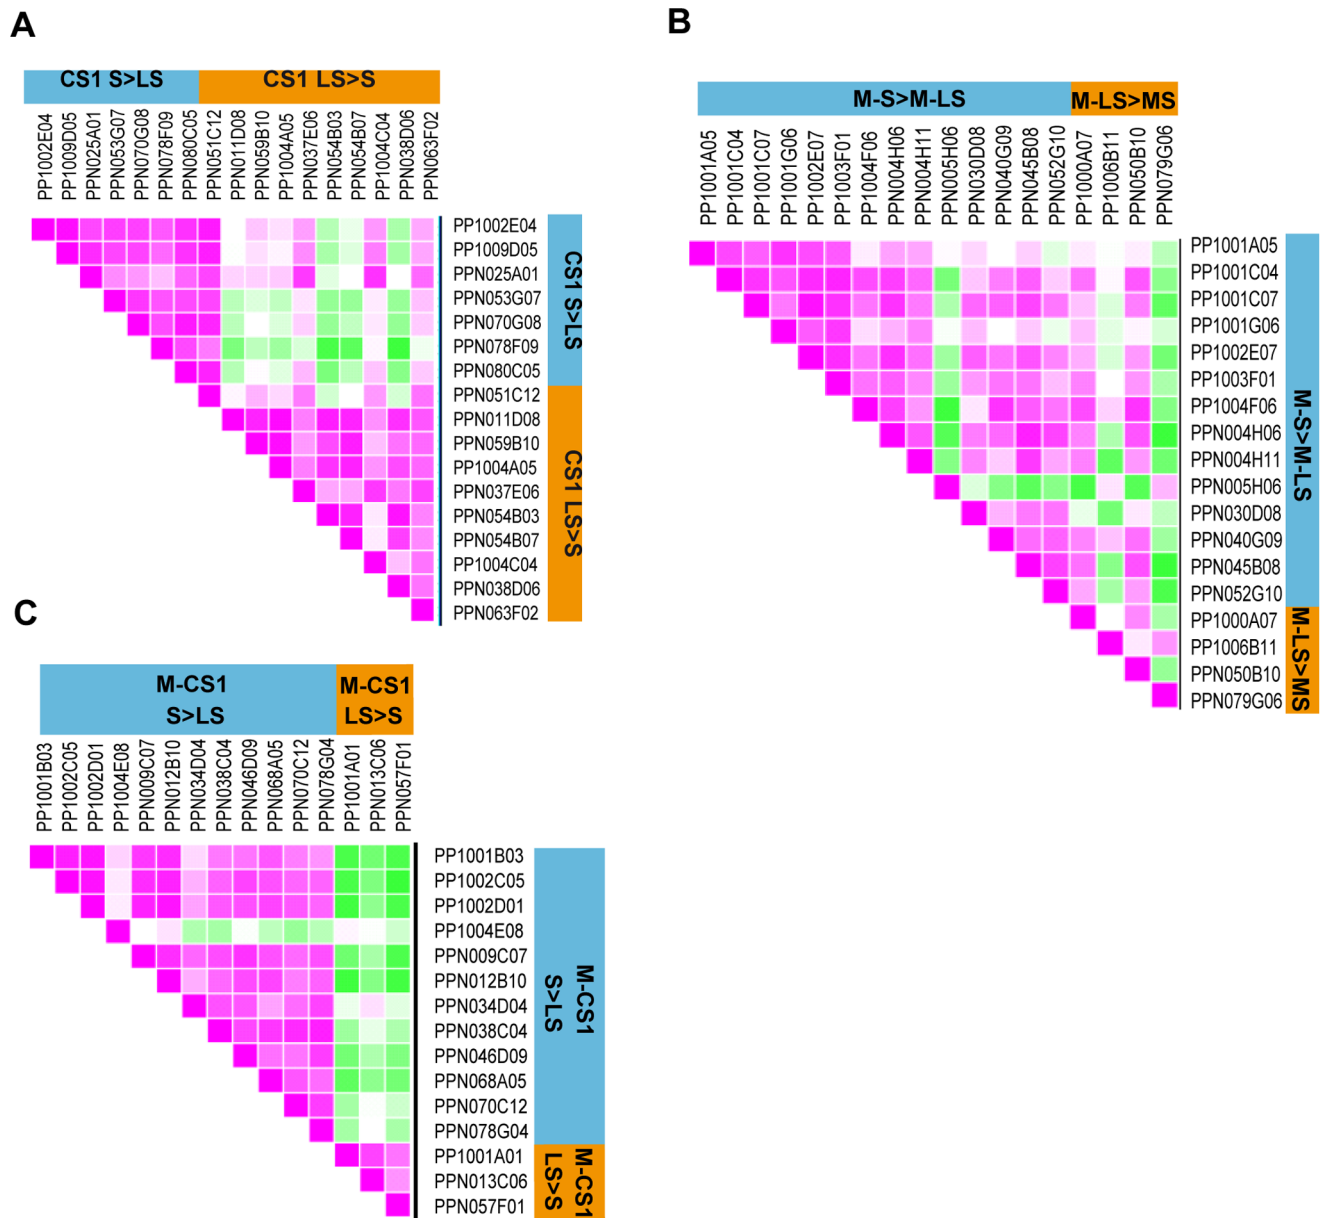 A
CS1 S>LS
CS1 LS>S
PP1002E04
PP1009D05
PPN025A01
PPN053G07
PPN070G08
PPN078F09
PPN080C05
PPN051C12
PPN011D08
PPN059B10
PP1004A05
PPN037E06
PPN054B03
PPN054B07
PP1004C04
PPN038D06
PPN063F02
PP1002E04
PP1009D05
PPN025A01
PPN053G07
PPN070G08
PPN078F09
PPN080C05
PPN051C12
PPN011D08
PPN059B10
PP1004A05
PPN037E06
PPN054B03
PPN054B07
PP1004C04
PPN038D06
PPN063F02
CS1 S>LS
CS1 LS>S
B
M-S>M-LS
M-LS>MS
PP1001A05
PP1001C04
PP1001C07
PP1001G06
PP1002E07
PP1003F01
PP1004F06
PPN004H06
PPN004H11
PPN005H06
PPN030D08
PPN040G09
PPN045B08
PPN052G10
PP1000A07
PP1006B11
PPN050B10
PPN079G06
PP1001A05
PP1001C04
PP1001C07
PP1001G06
PP1002E07
PP1003F01
PP1004F06
PPN004H06
PPN004H11
PPN005H06
PPN030D08
PPN040G09
PPN045B08
PPN052G10
PP1000A07
PP1006B11
PPN050B10
PPN079G06
M-S>M-LS
M-LS>MS
C
M-CS1
S>LS
M-CS1
LS>S
PP1001B03
PP1002C05
PP1002D01
PP1004E08
PPN009C07
PPN012B10
PPN034D04
PPN038C04
PPN046D09
PPN068A05
PPN070C12
PPN078G04
PP1001A01
PPN013C06
PPN057F01
PP1001B03
PP1002C05
PP1002D01
PP1004E08
PPN009C07
PPN012B10
PPN034D04
PPN038C04
PPN046D09
PPN068A05
PPN070C12
PPN078G04
PP1001A01
PPN013C06
PPN057F01
M-CS1
S>LS
M-CS1
LS>S